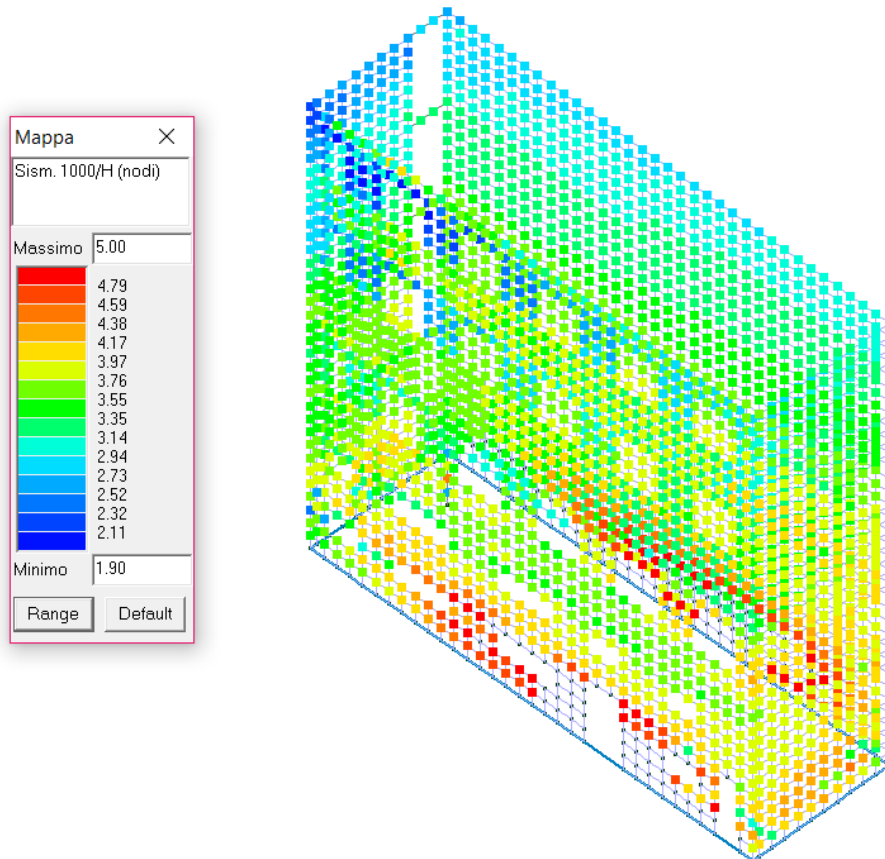 Mappa
Sism. 1000/H (nodi)
Massimo 5.00
4.79
4.59
4.38
4.17
3.97
3.76
3.55
3.35
3.14
2.94
2.73
2.52
2.32
2.11
Minimo 1.90
Range Default